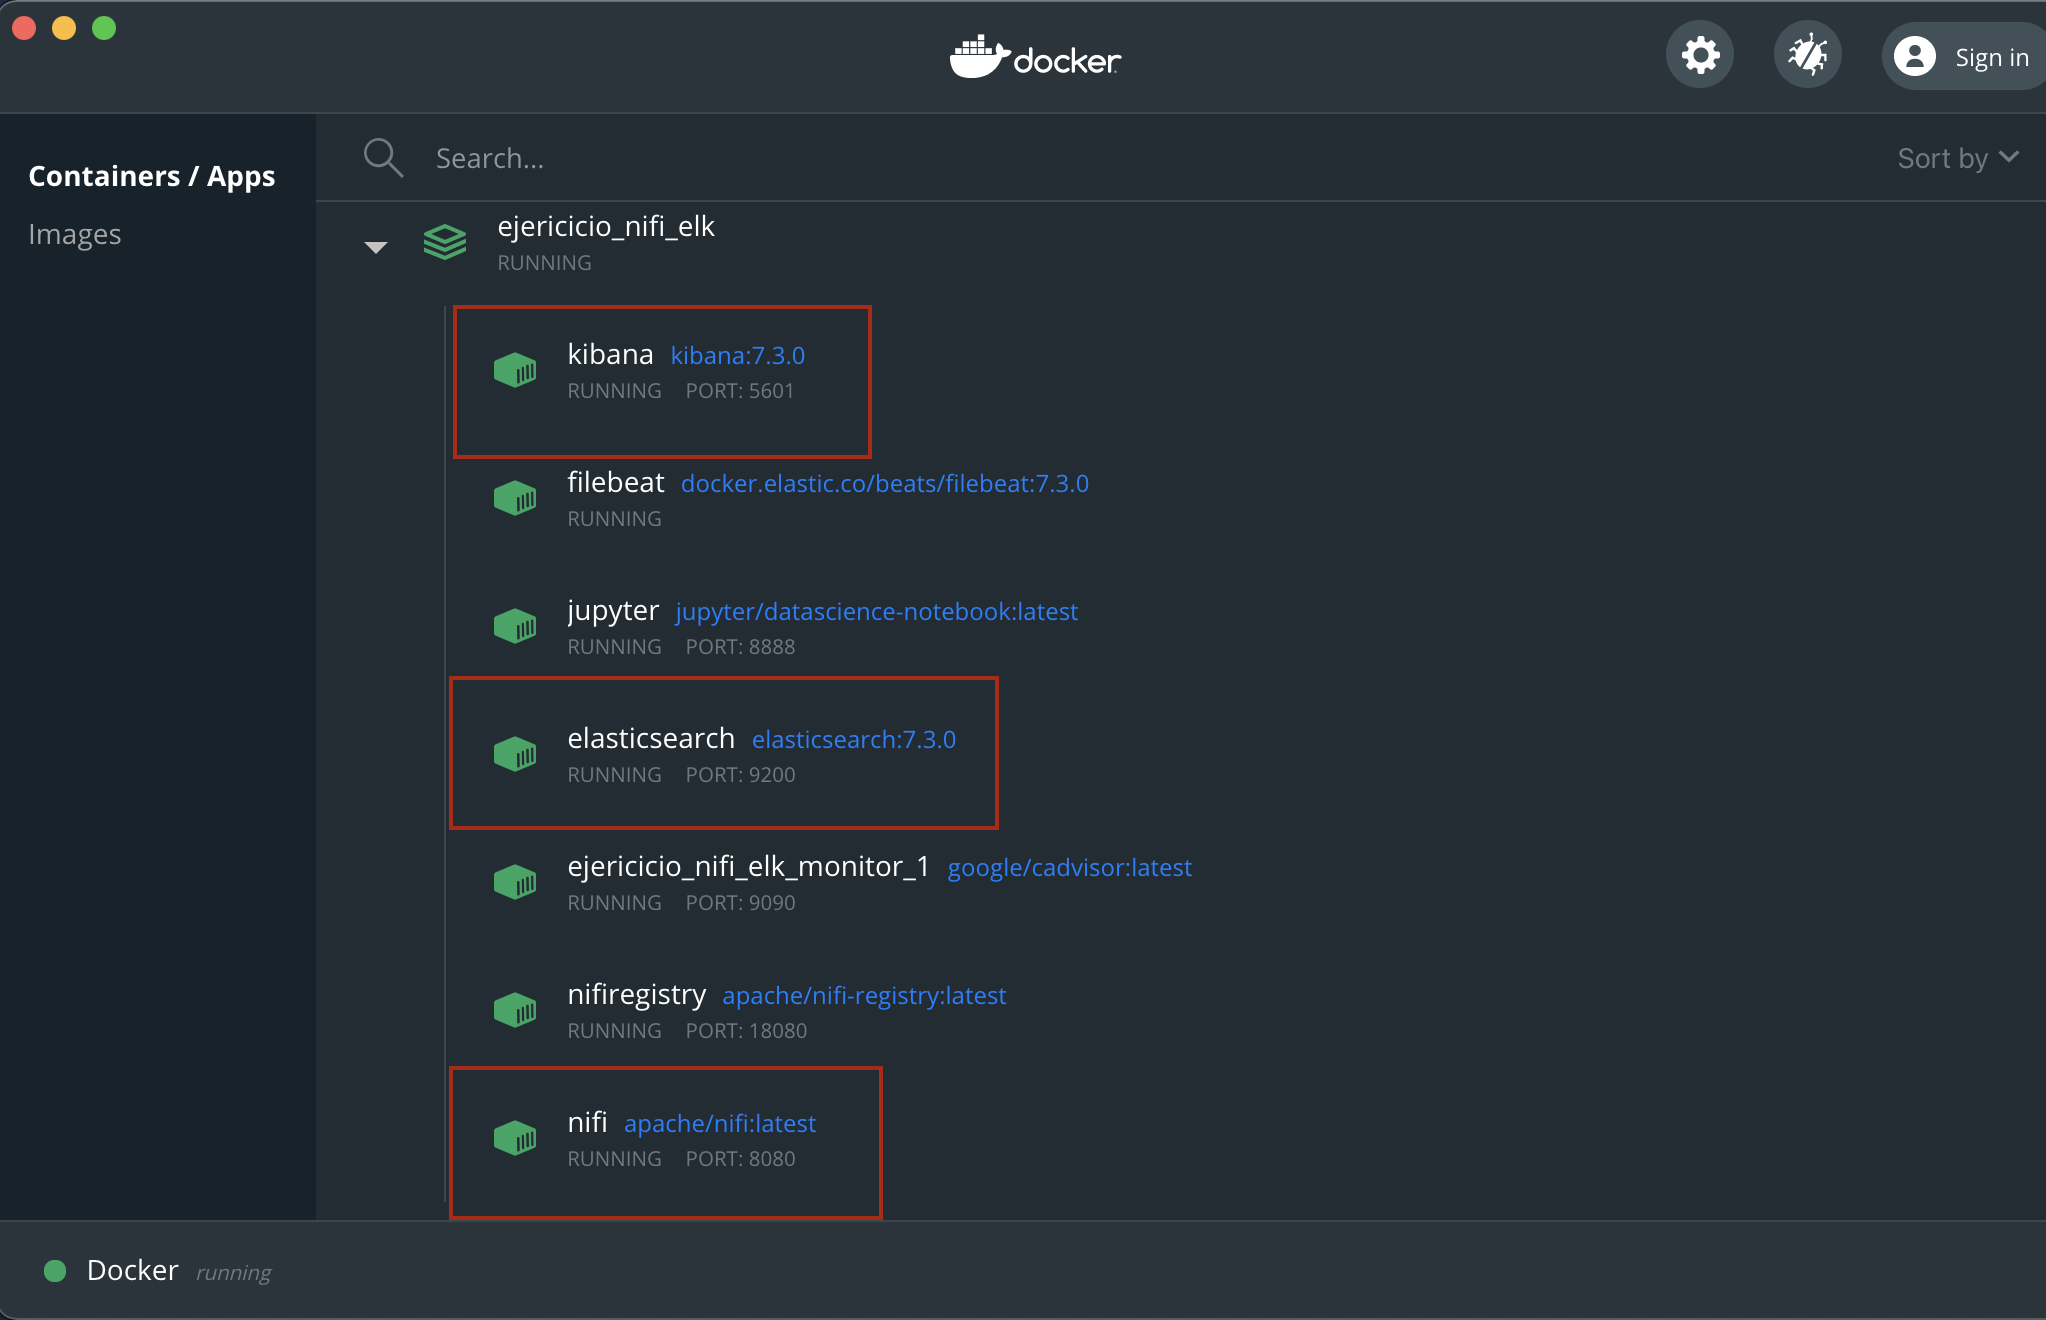 docker
Sign in
Containers / Apps
Images
Search...
Sort by
ejericicio_nifi_elk
RUNNING
kibana kibana:7.3.0
RUNNING PORT: 5601
filebeat docker.elastic.co/beats/filebeat:7.3.0
RUNNING
jupyter jupyter/datascience-notebook:latest
RUNNING PORT: 8888
elasticsearch elasticsearch:7.3.0
RUNNING PORT: 9200
ejericicio_nifi_elk_monitor_1 google/cadvisor:latest
RUNNING PORT: 9090
nifiregistry apache/nifi-registry:latest
RUNNING PORT: 18080
nifi apache/nifi:latest
RUNNING PORT: 8080
Docker running